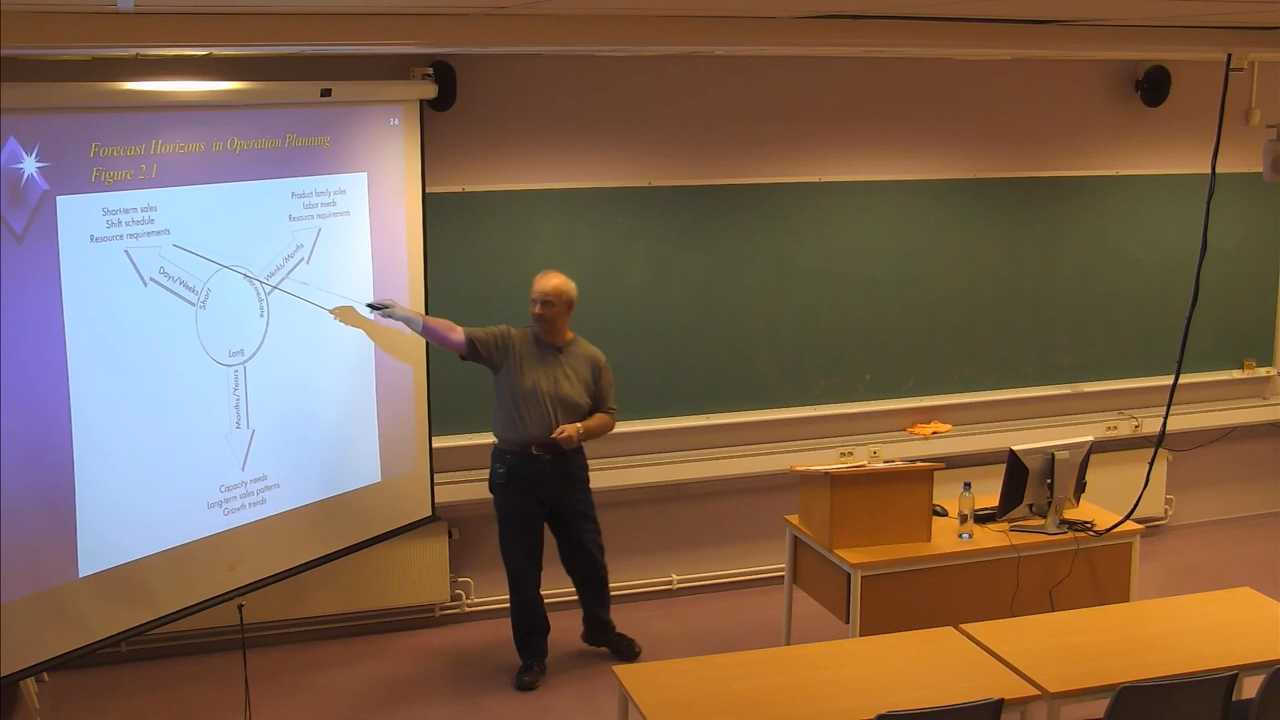 26
Forecast Horizons in Operation Planning
Figure 2.1
Short-term sales
Shift schedule
Resource requirements
Product family sales
Labor needs
Resource requirements
Days/Weeks
Weeks/Months
Short
Intermediate
Long
Months/Years
Capacity needs
Long-term sales patterns
Growth trends